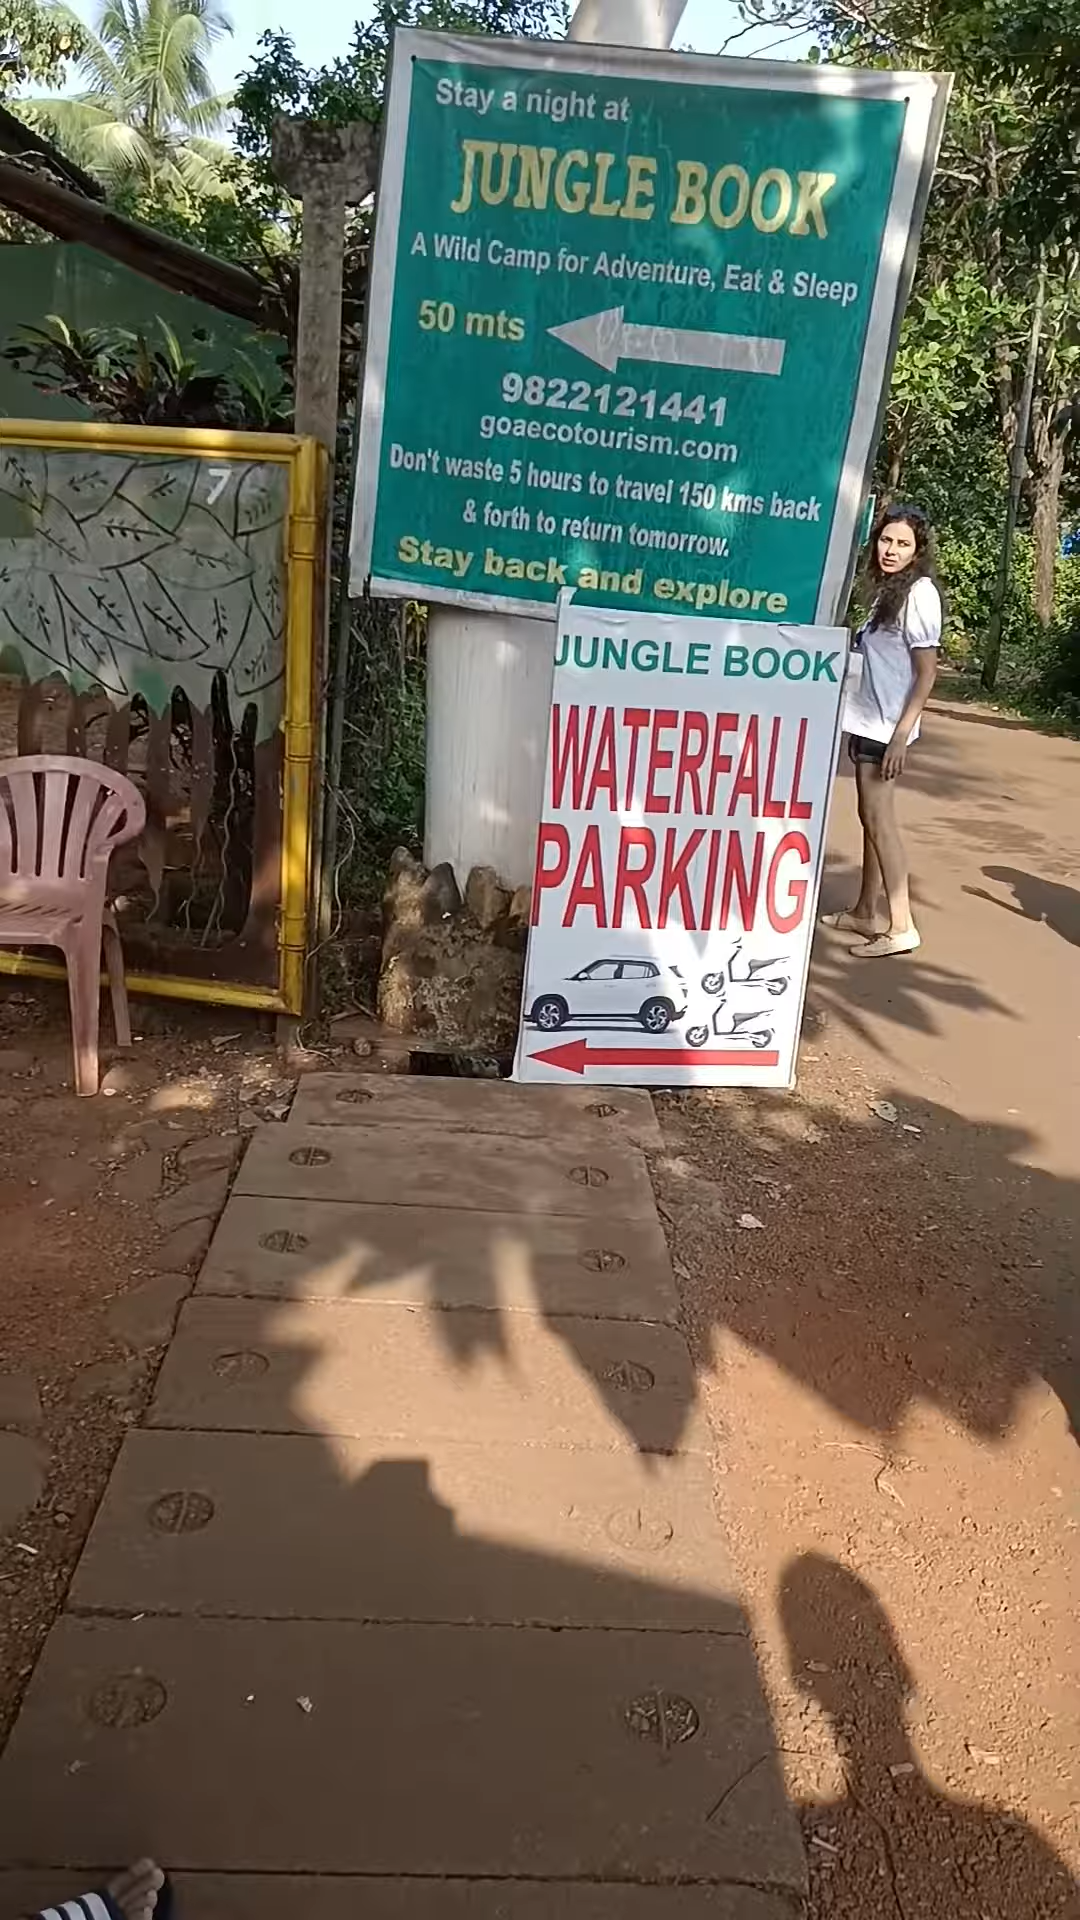 Stay a night at
JUNGLE BOOK
A Wild Camp for Adventure, Eat & Sleep
50 mts
9822121441
goaecotourism.com
Don't waste 5 hours to travel 150 kms back
& forth to return tomorrow.
Stay back and explore
7
JUNGLE BOOK
WATERFALL
PARKING